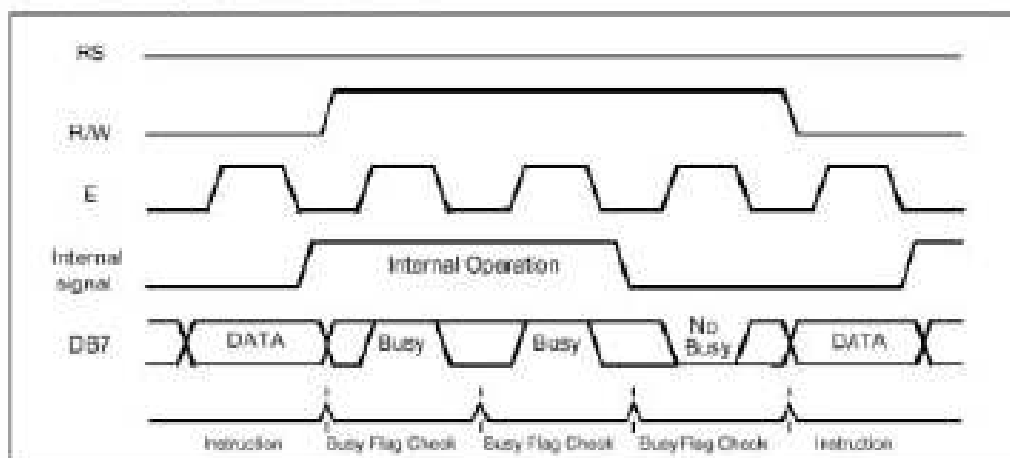 RS
R/W
E
Internal
signal
Internal Operation
DB7
DATA
Busy
Busy
No
Busy
DATA
Instruction
Busy Flag Check
Busy Flag Check
Busy Flag Check
Instruction